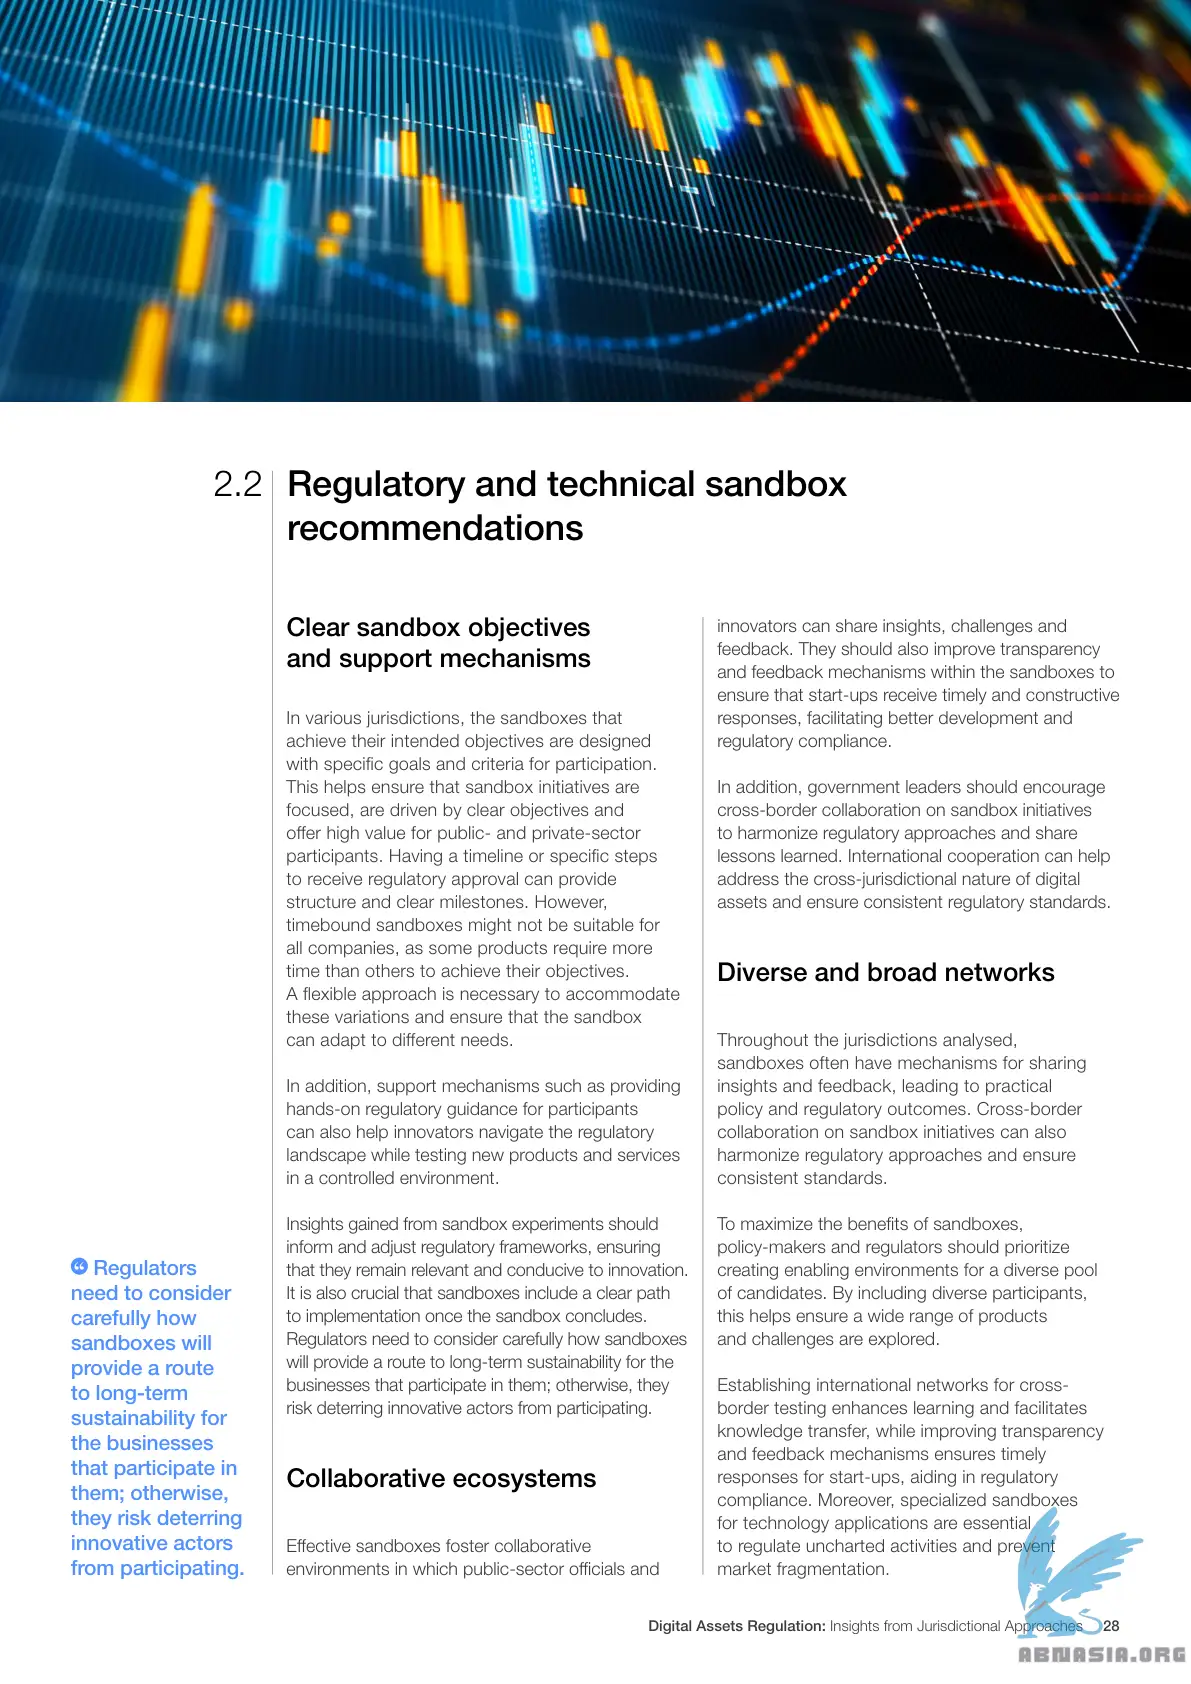 2.2
Regulatory and technical sandbox
recommendations
Clear sandbox objectives
and support mechanisms
In various jurisdictions, the sandboxes that
achieve their intended objectives are designed
with specific goals and criteria for participation.
This helps ensure that sandbox initiatives are
focused, are driven by clear objectives and
offer high value for public- and private-sector
participants. Having a timeline or specific steps
to receive regulatory approval can provide
structure and clear milestones. However,
timebound sandboxes might not be suitable for
all companies, as some products require more
time than others to achieve their objectives.
A flexible approach is necessary to accommodate
these variations and ensure that the sandbox
can adapt to different needs.
In addition, support mechanisms such as providing
hands-on regulatory guidance for participants
can also help innovators navigate the regulatory
landscape while testing new products and services
in a controlled environment.
Insights gained from sandbox experiments should
inform and adjust regulatory frameworks, ensuring
that they remain relevant and conducive to innovation.
It is also crucial that sandboxes include a clear path
to implementation once the sandbox concludes.
Regulators need to consider carefully how sandboxes
will provide a route to long-term sustainability for the
businesses that participate in them; otherwise, they
risk deterring innovative actors from participating.
Collaborative ecosystems
Effective sandboxes foster collaborative
environments in which public-sector officials and
innovators can share insights, challenges and
feedback. They should also improve transparency
and feedback mechanisms within the sandboxes to
ensure that start-ups receive timely and constructive
responses, facilitating better development and
regulatory compliance.
In addition, government leaders should encourage
cross-border collaboration on sandbox initiatives
to harmonize regulatory approaches and share
lessons learned. International cooperation can help
address the cross-jurisdictional nature of digital
assets and ensure consistent regulatory standards.
Diverse and broad networks
Throughout the jurisdictions analysed,
sandboxes often have mechanisms for sharing
insights and feedback, leading to practical
policy and regulatory outcomes. Cross-border
collaboration on sandbox initiatives can also
harmonize regulatory approaches and ensure
consistent standards.
To maximize the benefits of sandboxes,
policy-makers and regulators should prioritize
creating enabling environments for a diverse pool
of candidates. By including diverse participants,
this helps ensure a wide range of products
and challenges are explored.
Establishing international networks for cross-
border testing enhances learning and facilitates
knowledge transfer, while improving transparency
and feedback mechanisms ensures timely
responses for start-ups, aiding in regulatory
compliance. Moreover, specialized sandboxes
for technology applications are essential
to regulate uncharted activities and prevent
market fragmentation.
“ Regulators
need to consider
carefully how
sandboxes will
provide a route
to long-term
sustainability for
the businesses
that participate in
them; otherwise,
they risk deterring
innovative actors
from participating.
Digital Assets Regulation: Insights from Jurisdictional Approaches 28
ABNASIA.ORG